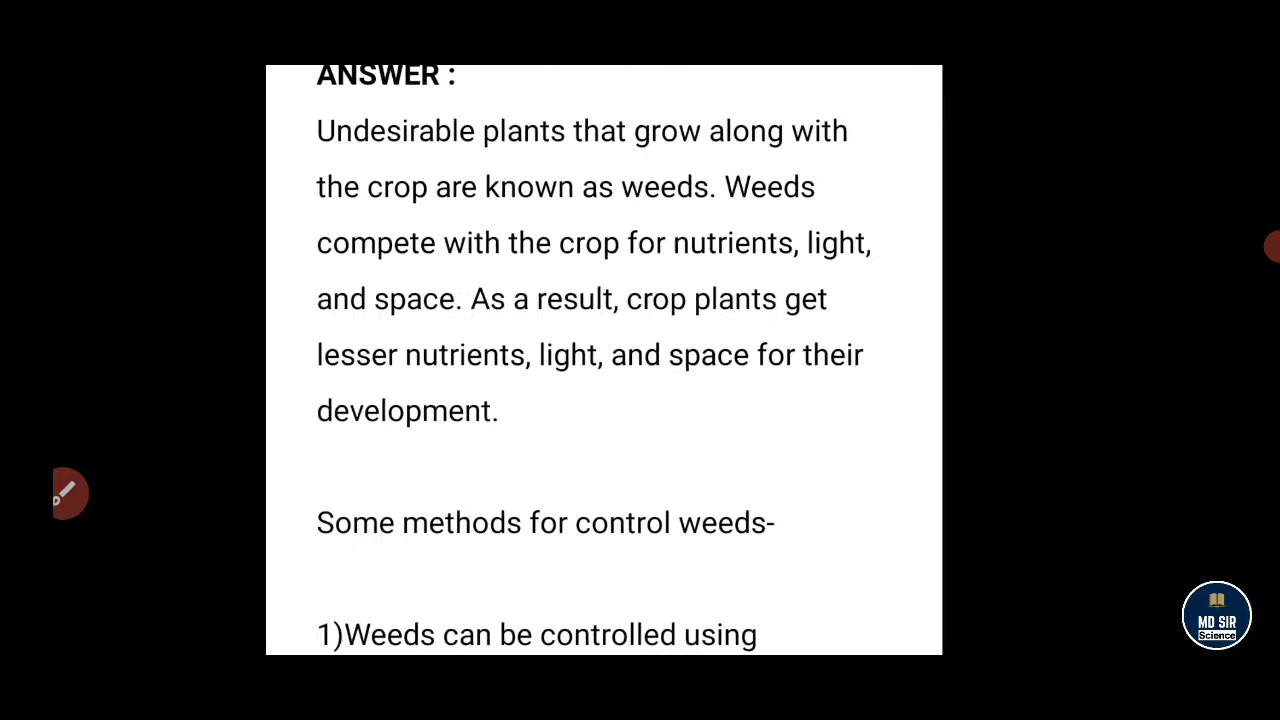 ANSWER :
Undesirable plants that grow along with
the crop are known as weeds. Weeds
compete with the crop for nutrients, light,
and space. As a result, crop plants get
lesser nutrients, light, and space for their
development.
Some methods for control weeds-
1)Weeds can be controlled using
MD SIR
Science